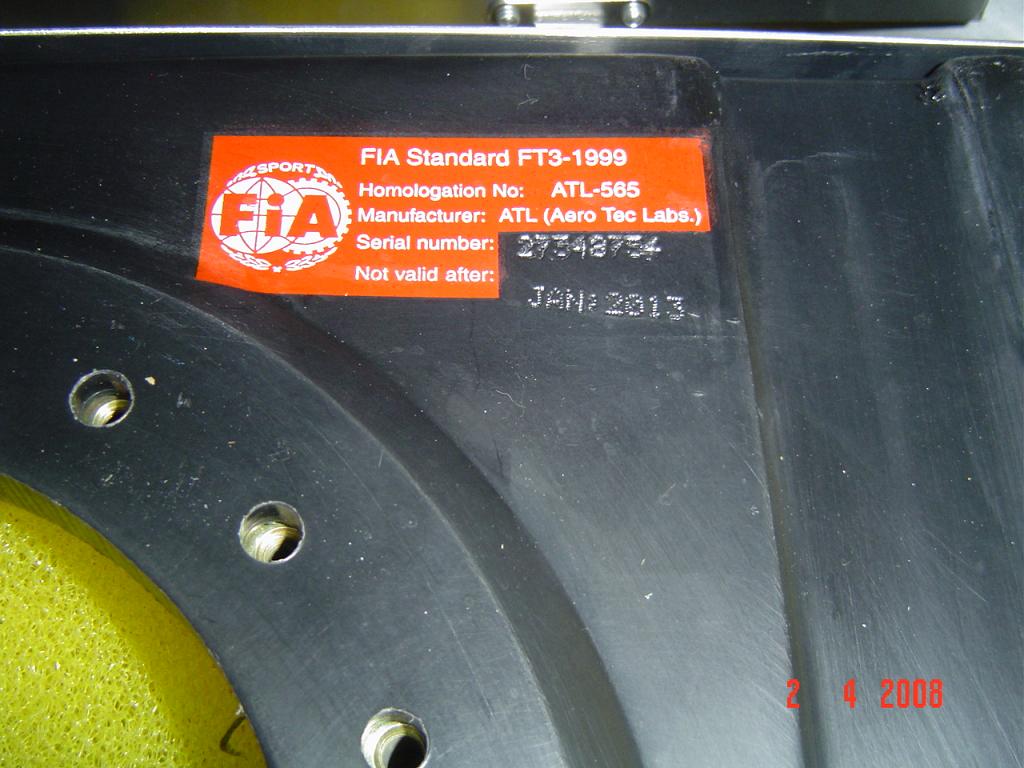 SPORT
FiA
FIA Standard FT3-1999
Homologation No: ATL-565
Manufacturer: ATL (Aero Tec Labs.)
Serial number: 27348754
Not valid after: JAN 2013
2 4 2008